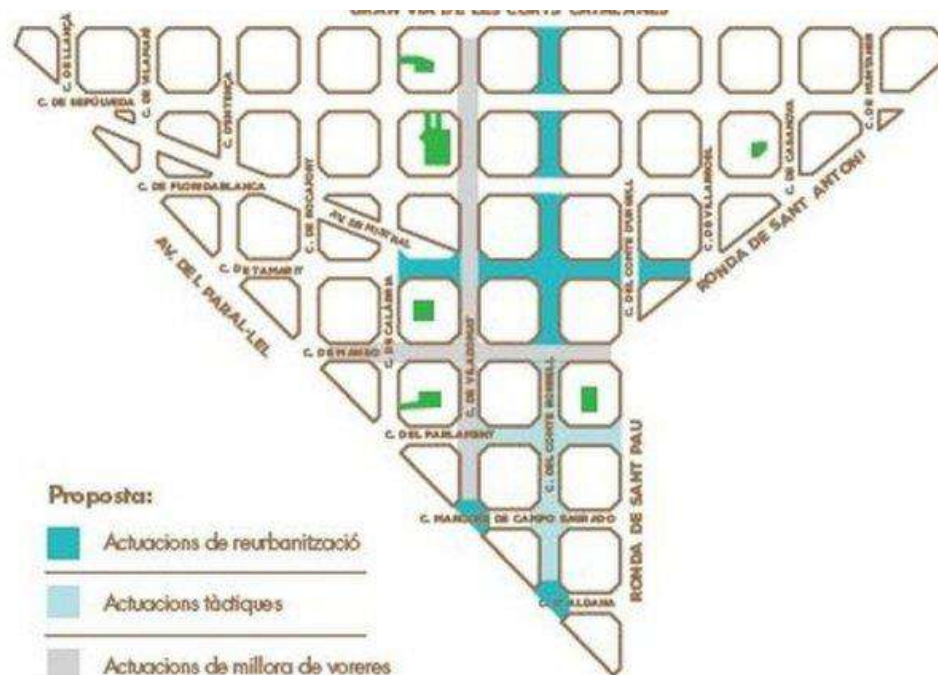 GRAN VIA DE LES CORTS CATALANES
C. DE LLANÇÀ
C. DE VILAMARÍ
C. DE SEPÚLVEDA
C. D'ENTENÇA
C. DE MUNTANER
C. DE CASANOVA
C. DE FLORIDABLANCA
C. DE ROCAFORT
AV. DE MISTRAL
C. DE VILLARROEL
C. DEL COMTE D'URGELL
RONDA DE SANT ANTONI
AV. DEL PARAL·LEL
C. DE TAMARIT
C. DE CALÀBRIA
C. DE MANSO
C. DE VILADOMAT
C. DEL COMTE BORRELL
C. DEL PARLAMENT
C. MARQUÈS DE CAMPO SAGRADO
RONDA DE SANT PAU
C. D'ALDANA
Proposta:
Actuacions de reurbanització
Actuacions tàctiques
Actuacions de millora de voreres